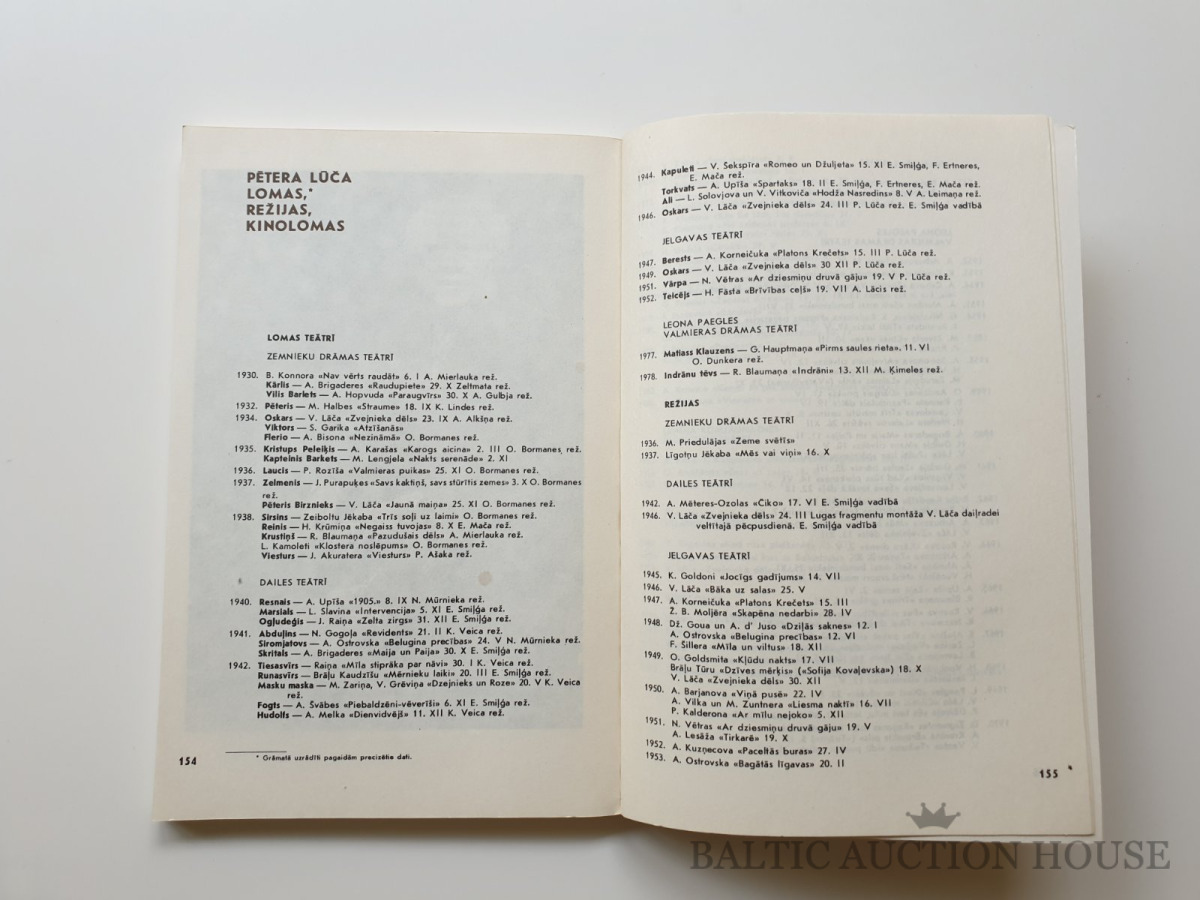 PĒTERA LŪČA
LOMAS,*
REŽIJAS,
KINOLOMAS
LOMAS TEĀTRĪ
ZEMNIEKU DRĀMAS TEĀTRĪ
1930. B. Konnora «Nav vērts raudāt» 6. I A. Mierlauka rež.
Kārlis — A. Brigaderes «Raudupiete» 29. X Zeltmata rež.
Vilis Bartets — A. Hopvuda «Paraugvīrs» 30. X A. Gulbja rež.
1932. Pēteris — M. Halbes «Straume» 18. IX K. Lindes rež.
1934. Oskars — V. Lāča «Zvejnieka dēls» 23. IX A. Alkšņa rež.
Viktors — S. Garika «Atzīšanās»
Flerio — A. Bisona «Nezināmā» O. Bormanes rež.
1935. Kristups Peleiķis — A. Karašas «Karogs aicina» 2. III O. Bormanes rež.
Kapteinis Barkets — M. Lengjela «Nakts serenāde» 2. XI
1936. Laucis — P. Rozīša «Valmieras puikas» 25. XI O. Bormanes rež.
1937. Zelmenis — J. Purapuķes «Savs kaktiņš, savs stūrītis zemes» 3. X O. Bormanes
rež.
Pēteris Birznieks — V. Lāča «Jaunā maiņa» 25. XI O. Bormanes rež.
1938. Sirsins — Zeiboltu Jēkaba «Trīs soļi uz laimi» O. Bormanes rež.
Reinis — H. Krūmiņa «Negaiss tuvojas» 8. X E. Mača rež.
Krustiņš — R. Blaumaņa «Pazudušais dēls» A. Mierlauka rež.
L. Kamoleti «Klostera noslēpums» O. Bormanes rež.
Viesturs — J. Akuratera «Viesturs» P. Ašaka rež.
DAILES TEĀTRĪ
1940. Resnais — A. Upīša «1905.» 8. IX N. Mūrnieka rež.
Marsials — L. Slavina «Intervencija» 5. XI E. Smiļģa rež.
Ogļudeģis — J. Raiņa «Zelta zirgs» 31. XII E. Smiļģa rež.
1941. Abduļins — N. Gogoļa «Revidents» 21. II K. Veica rež.
Siromjatovs — A. Ostrovska «Belugina precības» 24. V N. Mūrnieka rež.
Skritals — A. Brigaderes «Maija un Paija» 30. X E. Smiļģa rež.
1942. Tiesasvīrs — Raiņa «Mīla stiprāka par nāvi» 30. I K. Veica rež.
Runasvīrs — Brāļu Kaudzīšu «Mērnieku laiki» 20. III E. Smiļģa rež.
Masku maska — M. Zariņa, V. Grēviņa «Dzejnieks un Roze» 20. V K. Veica
rež.
Fogts — A. Švābes «Piebaldzēni-vēverīši» 6. XI E. Smiļģa rež.
Hudolfs — A. Melka «Dienvidvējš» 11. XII K. Veica rež.
* Grāmatā uzrādīti pagaidām precizētie dati.
154
1944. Kapuleti — V. Šekspīra «Romeo un Džuljeta» 15. XI E. Smiļģa, F. Ertneres,
E. Mača rež.
Torkvats — A. Upīša «Spartaks» 18. II E. Smiļģa, F. Ertneres, E. Mača rež.
Ali — L. Solovjova un V. Vitkoviča «Hodža Nasredins» 8. V A. Leimaņa rež.
1946. Oskars — V. Lāča «Zvejnieka dēls» 24. III P. Lūča rež. E. Smiļģa vadībā
JELGAVAS TEĀTRĪ
1947. Berests — A. Korneičuka «Platons Krečets» 15. III P. Lūča rež.
1949. Oskars — V. Lāča «Zvejnieka dēls» 30 XII P. Lūča rež.
1951. Vārpa — N. Vētras «Ar dziesmiņu druvā gāju» 19. V P. Lūča rež.
1952. Teicējs — H. Fāsta «Brīvības ceļš» 19. VII A. Lācis rež.
LEONA PAEGLES
VALMIERAS DRĀMAS TEĀTRĪ
1977. Matiass Klauzens — G. Hauptmaņa «Pirms saules rieta». 11. VI
O. Dunkera rež.
1978. Indrānu tēvs — R. Blaumaņa «Indrāni» 13. XII M. Ķimeles rež.
REŽIJAS
ZEMNIEKU DRĀMAS TEĀTRĪ
1936. M. Priedulājas «Zeme svētīs»
1937. Līgotņu Jēkaba «Mēs vai viņi» 16. X
DAILES TEĀTRĪ
1942. A. Mēteres-Ozolas «Čiko» 17. VI E. Smiļģa vadībā
1946. V. Lāča «Zvejnieka dēls» 24. III Lugas fragmentu montāža V. Lāča daiļradei
veltītajā pēcpusdienā. E. Smiļģa vadībā
JELGAVAS TEĀTRĪ
1945. K. Goldoni «Jocīgs gadījums» 14. VII
1946. V. Lāča «Bāka uz salas» 25. V
1947. A. Korneičuka «Platons Krečets» 15. III
Ž. B. Moljēra «Skapēna nedarbi» 28. IV
1948. Dž. Goua un A. d' Juso «Dziļās saknes» 12. I
A. Ostrovska «Belugina precības» 12. VI
F. Šillera «Mīla un viltus» 18. XII
1949. O. Goldsmita «Kļūdu nakts» 17. VII
Brāļu Tūru «Dzīves mērķis» («Sofija Kovaļevska») 18. X
V. Lāča «Zvejnieka dēls» 30. XII
1950. A. Barjanova «Viņā pusē» 22. IV
A. Vilka un M. Zuntnera «Liesma naktī» 16. VII
P. Kalderona «Ar mīlu nejoko» 5. XII
1951. N. Vētras «Ar dziesmiņu druvā gāju» 19. V
A. Lesāža «Tirkarē» 19. X
1952. A. Kuzņecova «Paceltās buras» 27. IV
1953. A. Ostrovska «Bagātās līgavas» 20. II
155
BALTIC AUCTION HOUSE